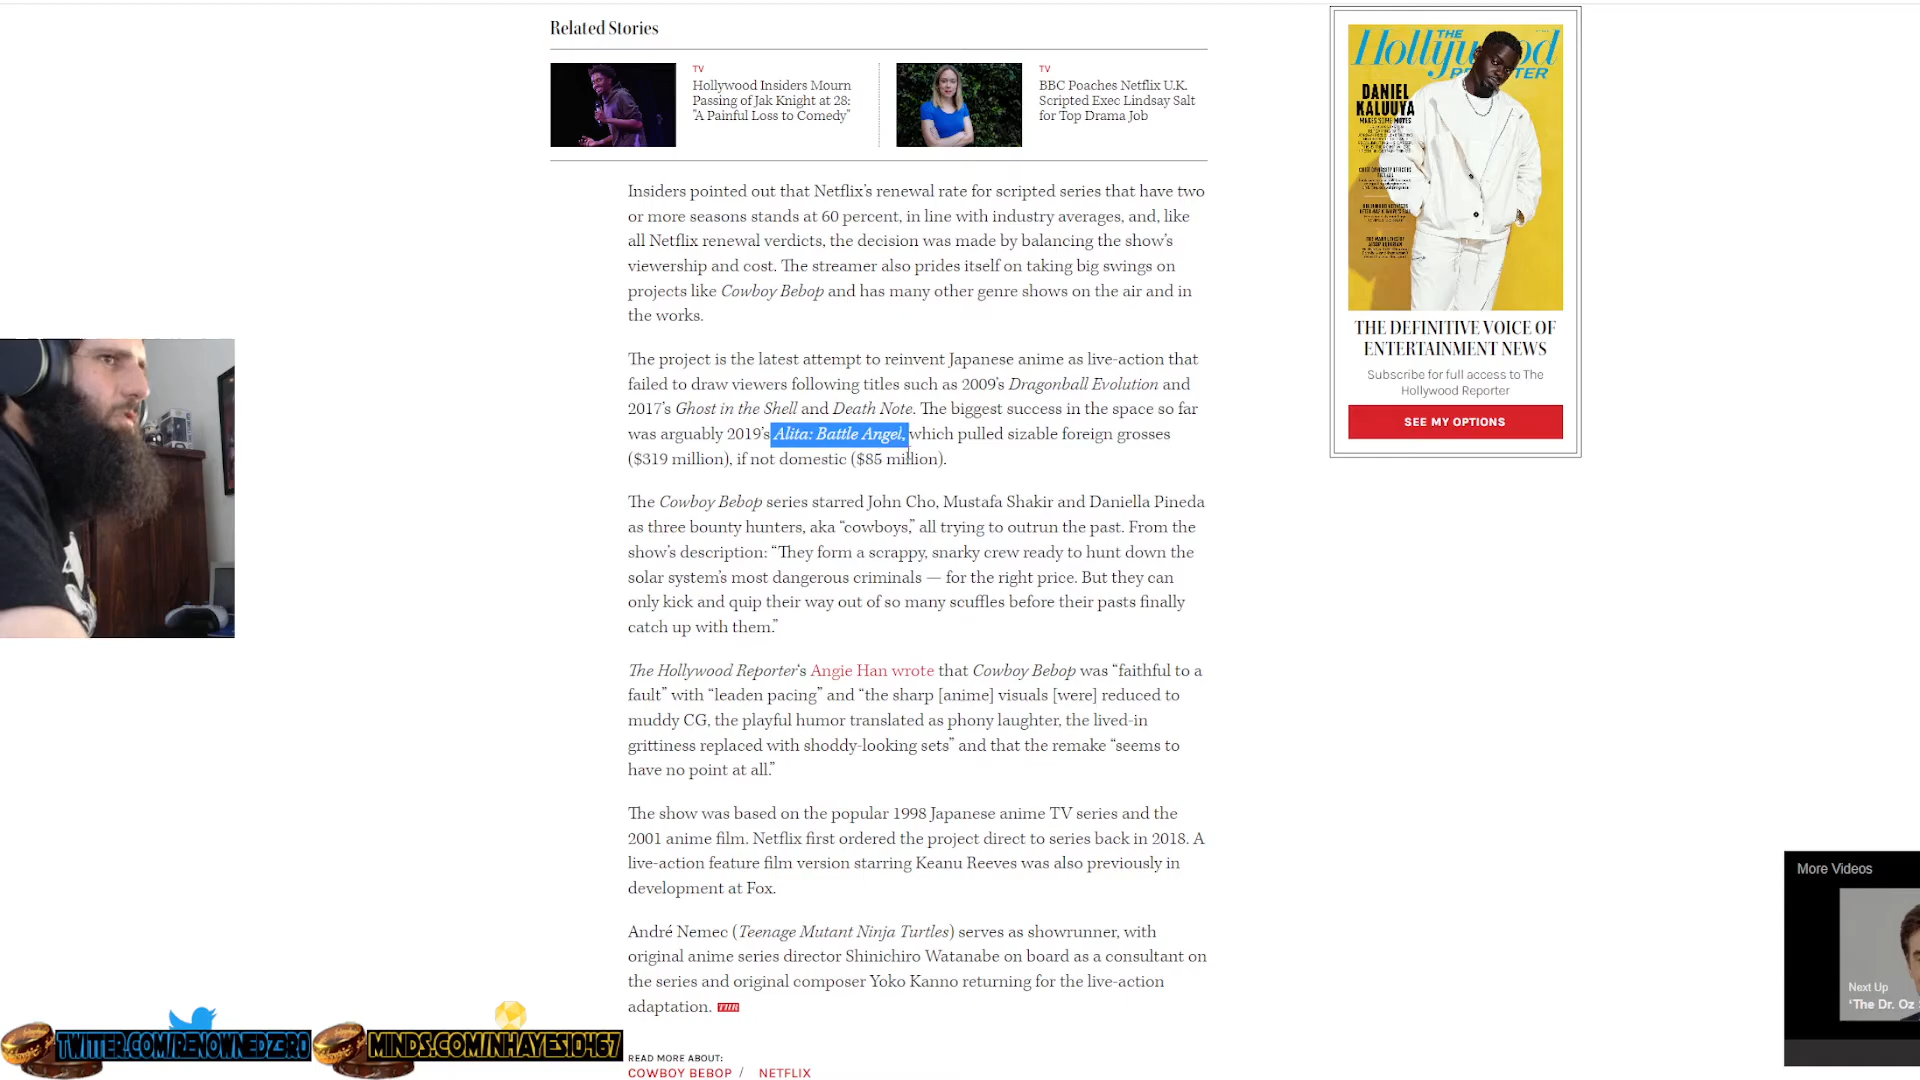 Related Stories
TV
Hollywood Insiders Mourn
Passing of Jak Knight at 28:
"A Painful Loss to Comedy"
TV
BBC Poaches Netflix U.K.
Scripted Exec Lindsay Salt
for Top Drama Job
Insiders pointed out that Netflix's renewal rate for scripted series that have two
or more seasons stands at 60 percent, in line with industry averages, and, like
all Netflix renewal verdicts, the decision was made by balancing the show's
viewership and cost. The streamer also prides itself on taking big swings on
projects like Cowboy Bebop and has many other genre shows on the air and in
the works.
The project is the latest attempt to reinvent Japanese anime as live-action that
failed to draw viewers following titles such as 2009's Dragonball Evolution and
2017's Ghost in the Shell and Death Note. The biggest success in the space so far
was arguably 2019's Alita: Battle Angel, which pulled sizable foreign grosses
($319 million), if not domestic ($85 million).
The Cowboy Bebop series starred John Cho, Mustafa Shakir and Daniella Pineda
as three bounty hunters, aka “cowboys,” all trying to outrun the past. From the
show's description: “They form a scrappy, snarky crew ready to hunt down the
solar system's most dangerous criminals — for the right price. But they can
only kick and quip their way out of so many scuffles before their pasts finally
catch up with them.”
The Hollywood Reporter's Angie Han wrote that Cowboy Bebop was “faithful to a
fault” with “leaden pacing” and “the sharp [anime] visuals [were] reduced to
muddy CG, the playful humor translated as phony laughter, the lived-in
grittiness replaced with shoddy-looking sets” and that the remake “seems to
have no point at all.”
The show was based on the popular 1998 Japanese anime TV series and the
2001 anime film. Netflix first ordered the project direct to series back in 2018. A
live-action feature film version starring Keanu Reeves was also previously in
development at Fox.
André Nemec (Teenage Mutant Ninja Turtles) serves as showrunner, with
original anime series director Shinichiro Watanabe on board as a consultant on
the series and original composer Yoko Kanno returning for the live-action
adaptation. THR
READ MORE ABOUT:
COWBOY BEBOP / NETFLIX
THE
Hollyw od
REPORTER
DANIEL
KALUUYA
MAKES SOME MOVES
THE DEFINITIVE VOICE OF
ENTERTAINMENT NEWS
Subscribe for full access to The
Hollywood Reporter
SEE MY OPTIONS
More Videos
Next Up
'The Dr. Oz
TWITTER.COM/RENOWNEDZ3R0
MINDS.COM/NHAYES10467